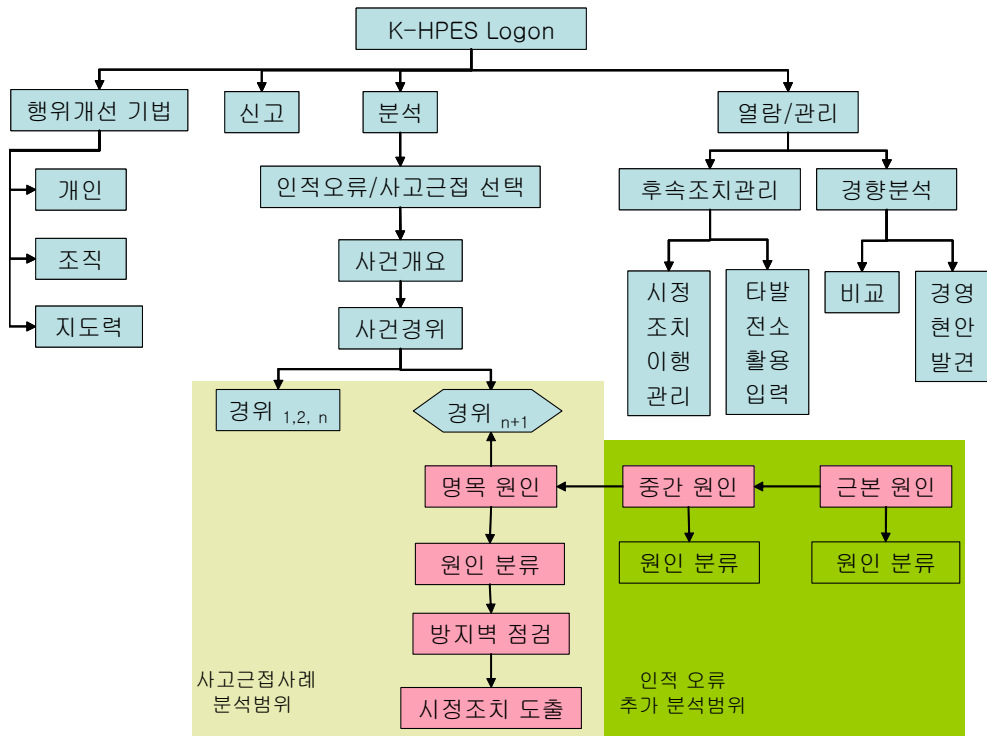 K-HPES Logon
행위개선 기법
신고
분석
열람/관리
개인
조직
지도력
인적오류/사고근접 선택
사건개요
사건경위
후속조치관리
경향분석
시정
조치
이행
관리
타발
전소
활용
입력
비교
경영
현안
발견
경위 1,2, n
경위 n+1
명목 원인
중간 원인
근본 원인
원인 분류
원인 분류
원인 분류
방지벽 점검
시정조치 도출
사고근접사례
분석범위
인적 오류
추가 분석범위